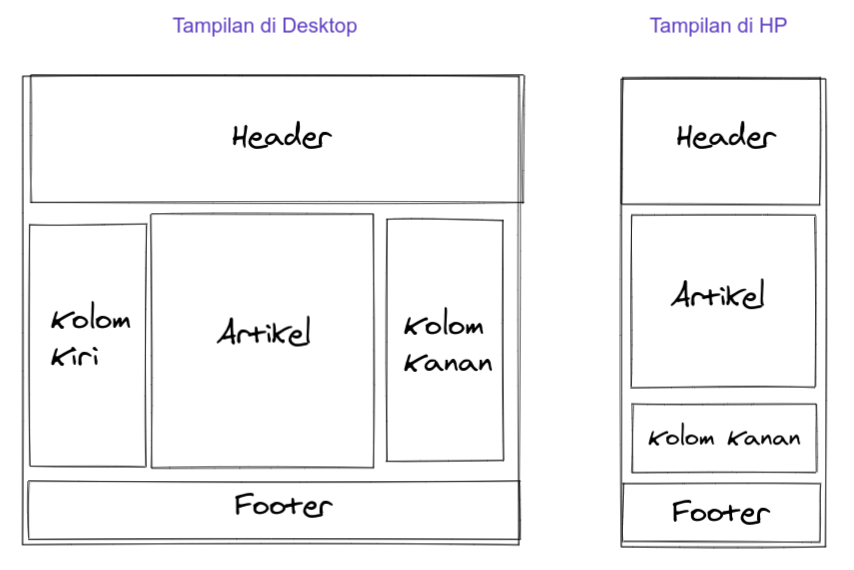 Tampilan di Desktop
Header
Kolom
Kiri
Artikel
Kolom
Kanan
Footer
Tampilan di HP
Header
Artikel
Kolom Kanan
Footer